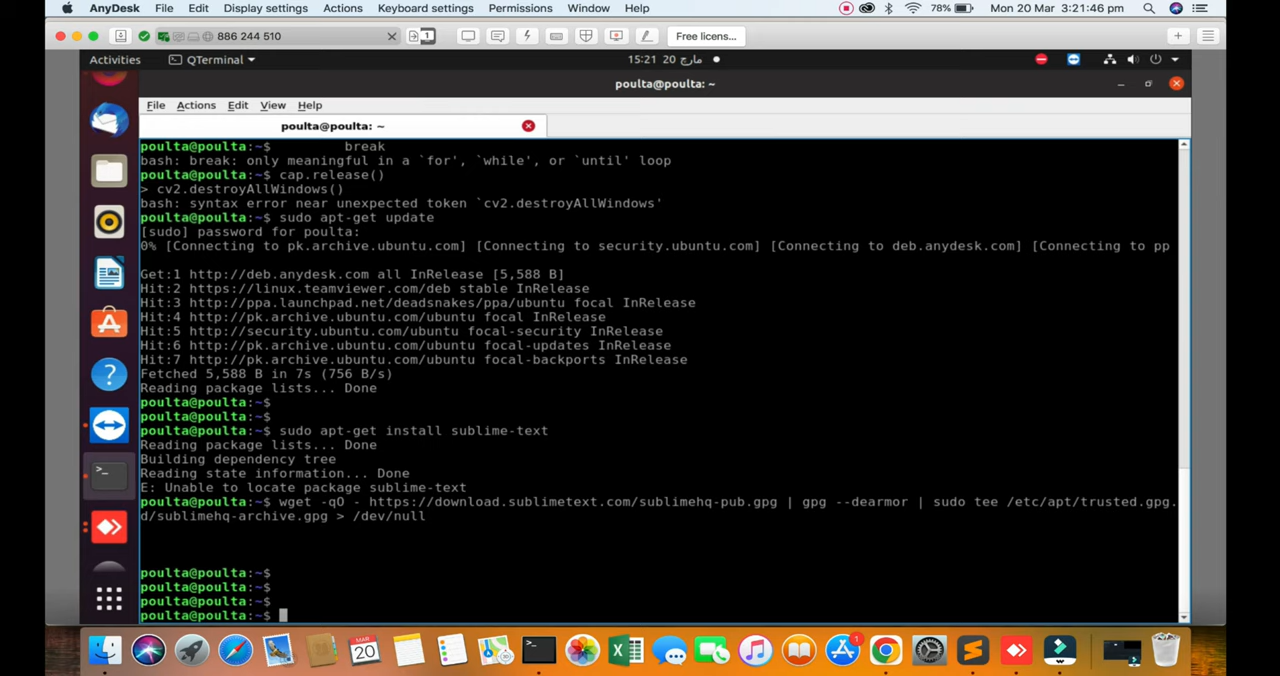 AnyDesk File Edit Display settings Actions Keyboard settings Permissions Window Help 78% Mon 20 Mar 3:21:46 pm
886 244 510 1 Free licens...
Activities QTerminal 15:21 20 مارچ
poulta@poulta: ~
File Actions Edit View Help
poulta@poulta: ~
poulta@poulta:~$ break
bash: break: only meaningful in a `for', `while', or `until' loop
poulta@poulta:~$ cap.release()
> cv2.destroyAllWindows()
bash: syntax error near unexpected token `cv2.destroyAllWindows'
poulta@poulta:~$ sudo apt-get update
[sudo] password for poulta:
0% [Connecting to pk.archive.ubuntu.com] [Connecting to security.ubuntu.com] [Connecting to deb.anydesk.com] [Connecting to pp
Get:1 http://deb.anydesk.com all InRelease [5,588 B]
Hit:2 https://linux.teamviewer.com/deb stable InRelease
Hit:3 http://ppa.launchpad.net/deadsnakes/ppa/ubuntu focal InRelease
Hit:4 http://pk.archive.ubuntu.com/ubuntu focal InRelease
Hit:5 http://security.ubuntu.com/ubuntu focal-security InRelease
Hit:6 http://pk.archive.ubuntu.com/ubuntu focal-updates InRelease
Hit:7 http://pk.archive.ubuntu.com/ubuntu focal-backports InRelease
Fetched 5,588 B in 7s (756 B/s)
Reading package lists... Done
poulta@poulta:~$
poulta@poulta:~$
poulta@poulta:~$ sudo apt-get install sublime-text
Reading package lists... Done
Building dependency tree
Reading state information... Done
E: Unable to locate package sublime-text
poulta@poulta:~$ wget -qO - https://download.sublimetext.com/sublimehq-pub.gpg | gpg --dearmor | sudo tee /etc/apt/trusted.gpg.
d/sublimehq-archive.gpg > /dev/null
poulta@poulta:~$
poulta@poulta:~$
poulta@poulta:~$
poulta@poulta:~$
MAR
20
1